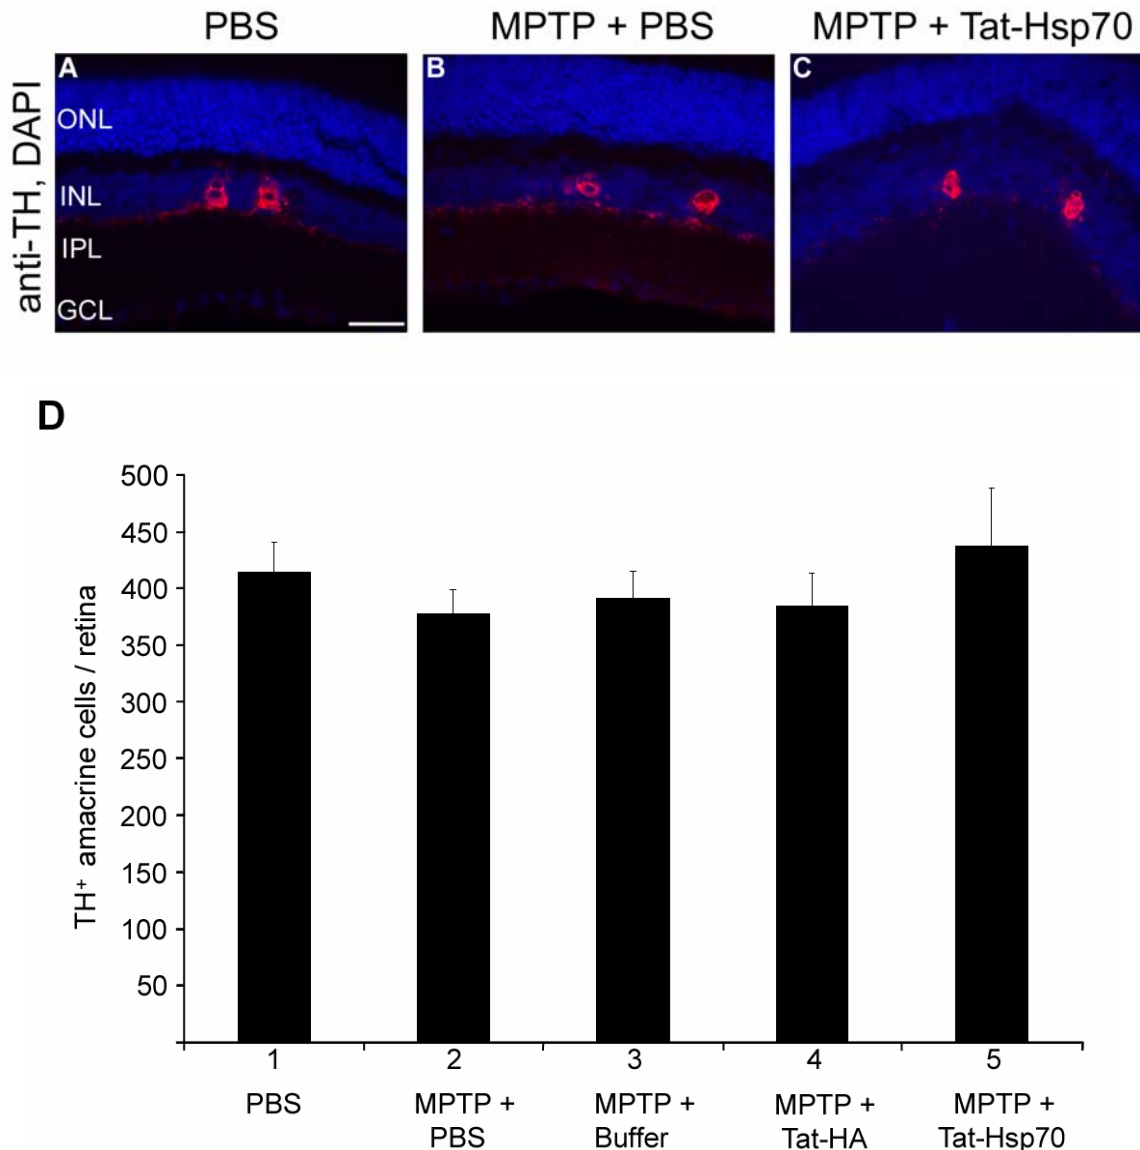 PBS
MPTP + PBS
MPTP + Tat-Hsp70
anti-TH, DAPI
A
B
C
ONL
INL
IPL
GCL
D
TH⁺ amacrine cells / retina
500
450
400
350
300
250
200
150
100
50
1
2
3
4
5
PBS
MPTP +
PBS
MPTP +
Buffer
MPTP +
Tat-HA
MPTP +
Tat-Hsp70